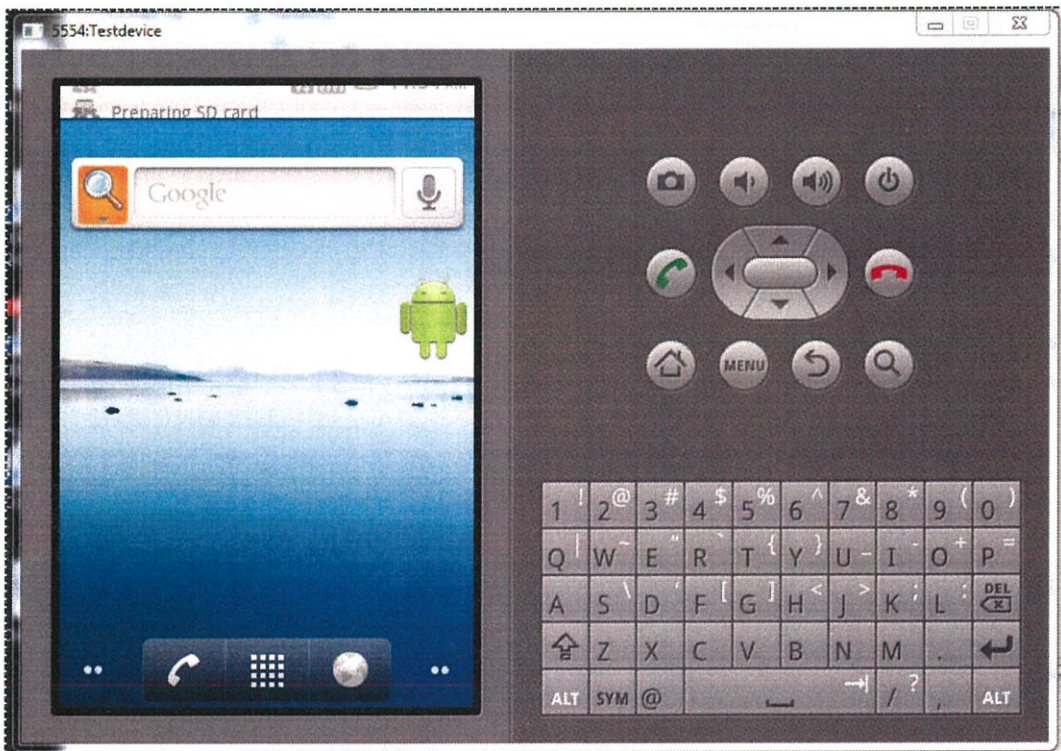 5554:Testdevice
Preparing SD card
Google
MENU
1 ! 2 @ 3 # 4 $ 5 % 6 ^ 7 & 8 * 9 ( 0 )
Q | W ~ E " R ` T { Y } U _ I - O + P =
A S \ D ' F [ G ] H < J > K ; L : DEL
Z X C V B N M .
ALT SYM @ / ? , ALT